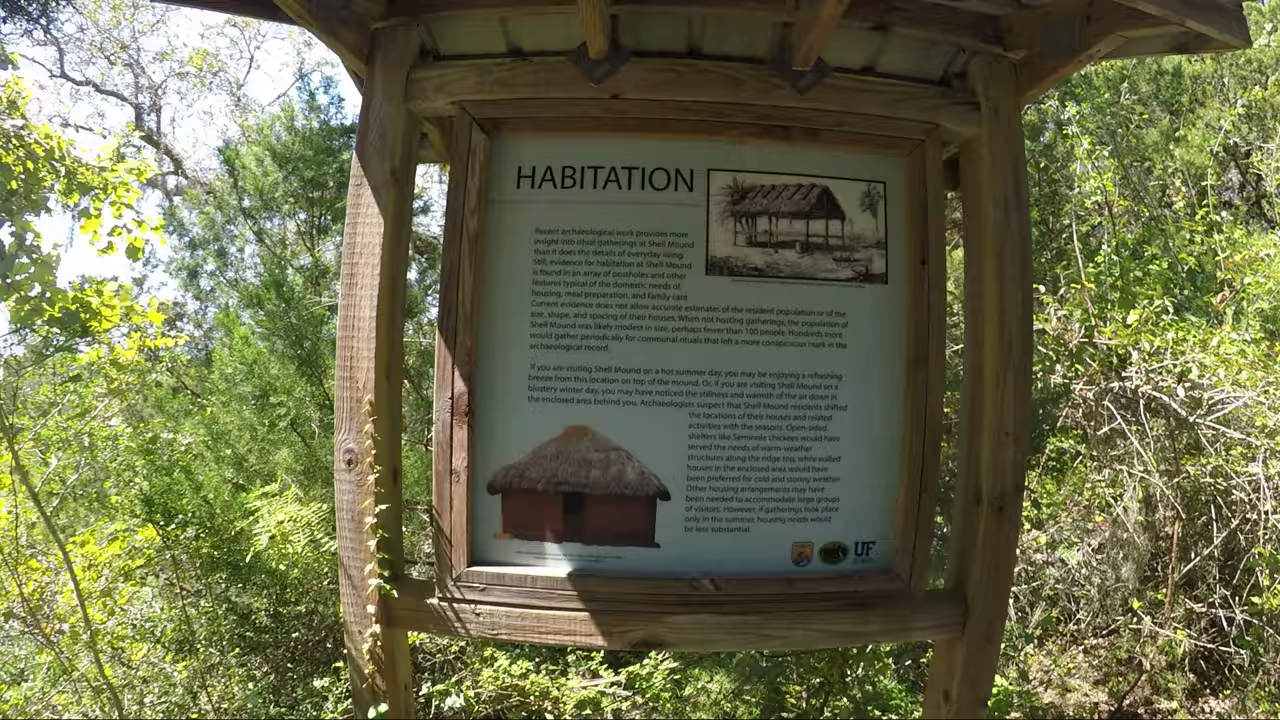 HABITATION
Recent archaeological work provides more
insight into ritual gatherings at Shell Mound
than it does the details of everyday living.
Still, evidence for habitation at Shell Mound
is found in an array of postholes and other
features typical of the domestic needs of
housing, meal preparation, and family care.
Current evidence does not allow accurate estimates of the resident population or of the
size, shape, and spacing of their houses. When not hosting gatherings, the population of
Shell Mound was likely modest in size, perhaps fewer than 100 people. Hundreds more
would gather periodically for communal rituals that left a more conspicuous mark in the
archaeological record.
If you are visiting Shell Mound on a hot summer day, you may be enjoying a refreshing
breeze from this location on top of the mound. Or, if you are visiting Shell Mound on a
blustery winter day, you may have noticed the stillness and warmth of the air down in
the enclosed area behind you. Archaeologists suspect that Shell Mound residents shifted
the locations of their houses and related
activities with the seasons. Open-sided,
shelters like Seminole chickees would have
served the needs of warm-weather
structures along the ridge top, while walled
houses in the enclosed area would have
been preferred for cold and stormy weather.
Other housing arrangements may have
been needed to accommodate large groups
of visitors. However, if gatherings took place
only in the summer, housing needs would
be less substantial.
UF